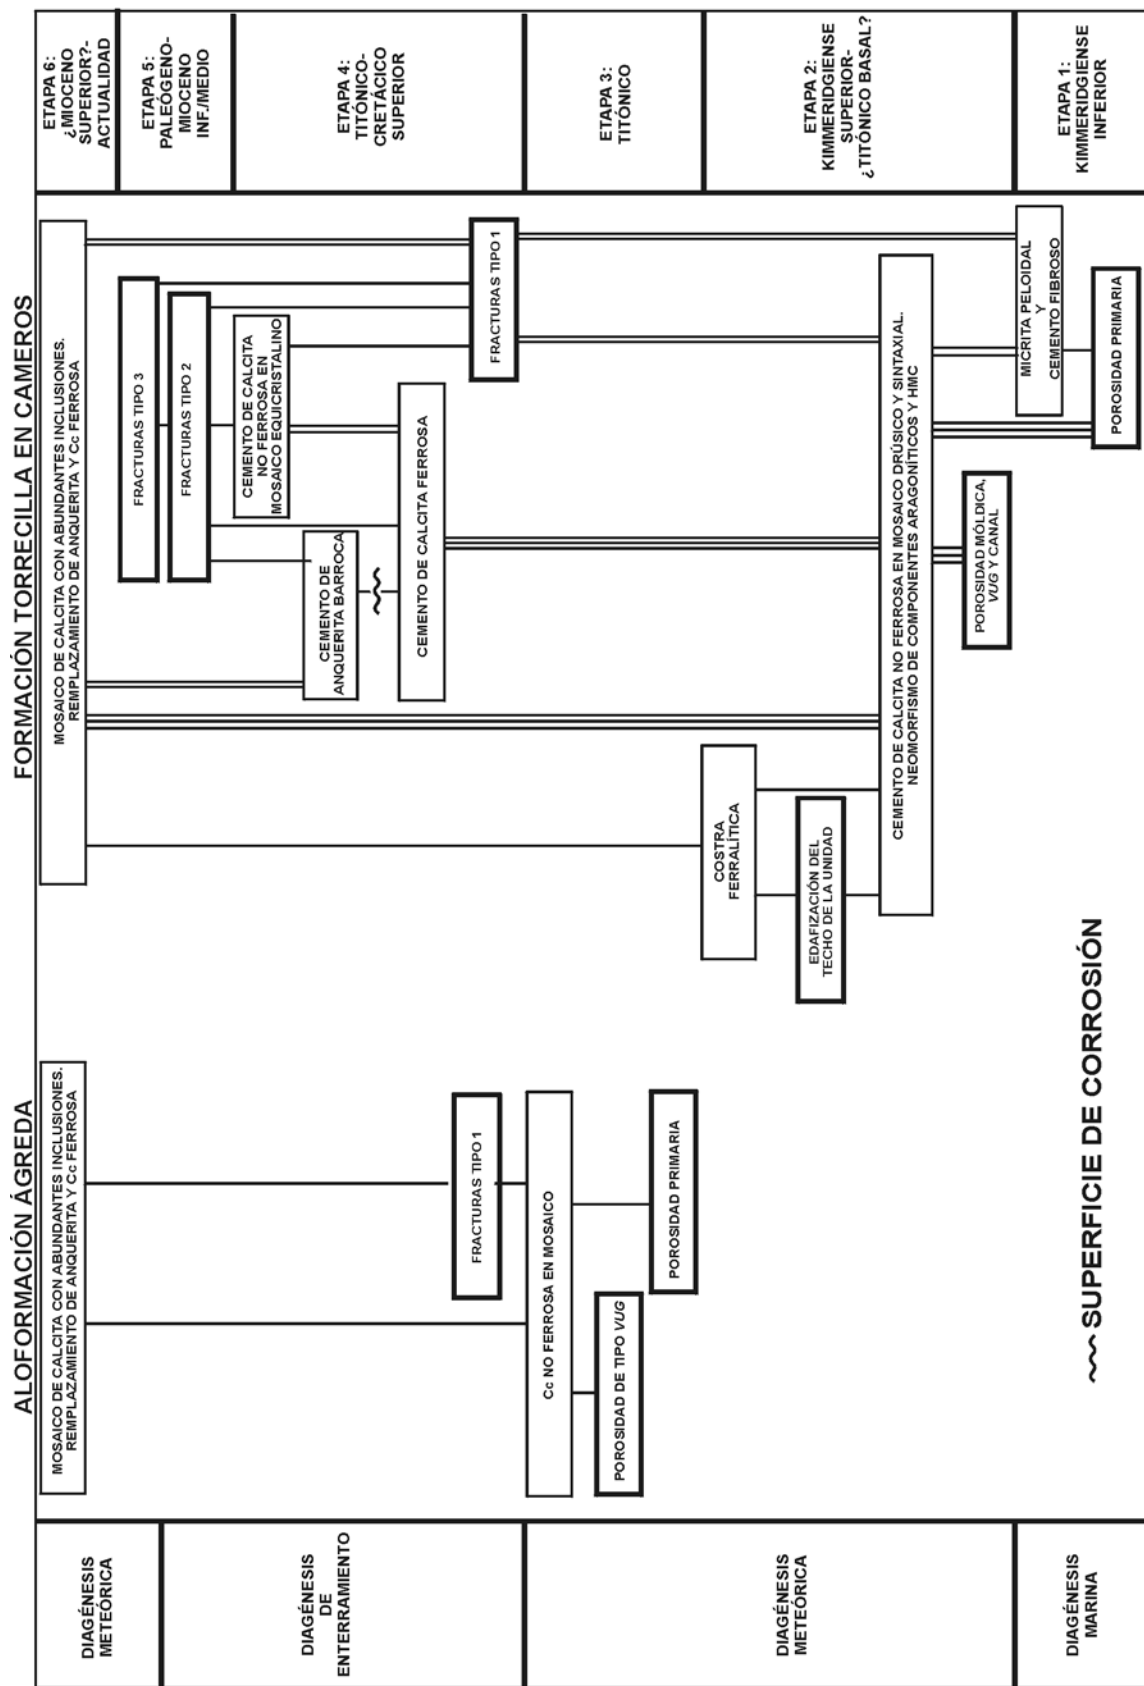 ALOFORMACIÓN ÁGREDA
FORMACIÓN TORRECILLA EN CAMEROS
DIAGÉNESIS
METEÓRICA
MOSAICO DE CALCITA CON ABUNDANTES INCLUSIONES.
REMPLAZAMIENTO DE ANQUERITA Y Cc FERROSA
MOSAICO DE CALCITA CON ABUNDANTES INCLUSIONES.
REMPLAZAMIENTO DE ANQUERITA Y Cc FERROSA
ETAPA 6:
¿MIOCENO
SUPERIOR?-
ACTUALIDAD
FRACTURAS TIPO 3
FRACTURAS TIPO 2
ETAPA 5:
PALEÓGENO-
MIOCENO
INF./MEDIO
DIAGÉNESIS
DE
ENTERRAMIENTO
CEMENTO DE CALCITA
NO FERROSA EN
MOSAICO EQUICRISTALINO
CEMENTO DE
ANQUERITA BARROCA
CEMENTO DE CALCITA FERROSA
FRACTURAS TIPO 1
FRACTURAS TIPO 1
ETAPA 4:
TITÓNICO-
CRETÁCICO
SUPERIOR
DIAGÉNESIS
METEÓRICA
Cc NO FERROSA EN MOSAICO
POROSIDAD DE TIPO VUG
POROSIDAD PRIMARIA
ETAPA 3:
TITÓNICO
COSTRA
FERRALÍTICA
EDAFIZACIÓN DEL
TECHO DE LA UNIDAD
CEMENTO DE CALCITA NO FERROSA EN MOSAICO DRÚSICO Y SINTAXIAL.
NEOMORFISMO DE COMPONENTES ARAGONÍTICOS Y HMC
POROSIDAD MÓLDICA,
VUG Y CANAL
ETAPA 2:
KIMMERIDGIENSE
SUPERIOR-
¿TITÓNICO BASAL?
DIAGÉNESIS
MARINA
MICRITA PELOIDAL
Y
CEMENTO FIBROSO
POROSIDAD PRIMARIA
ETAPA 1:
KIMMERIDGIENSE
INFERIOR
SUPERFICIE DE CORROSIÓN